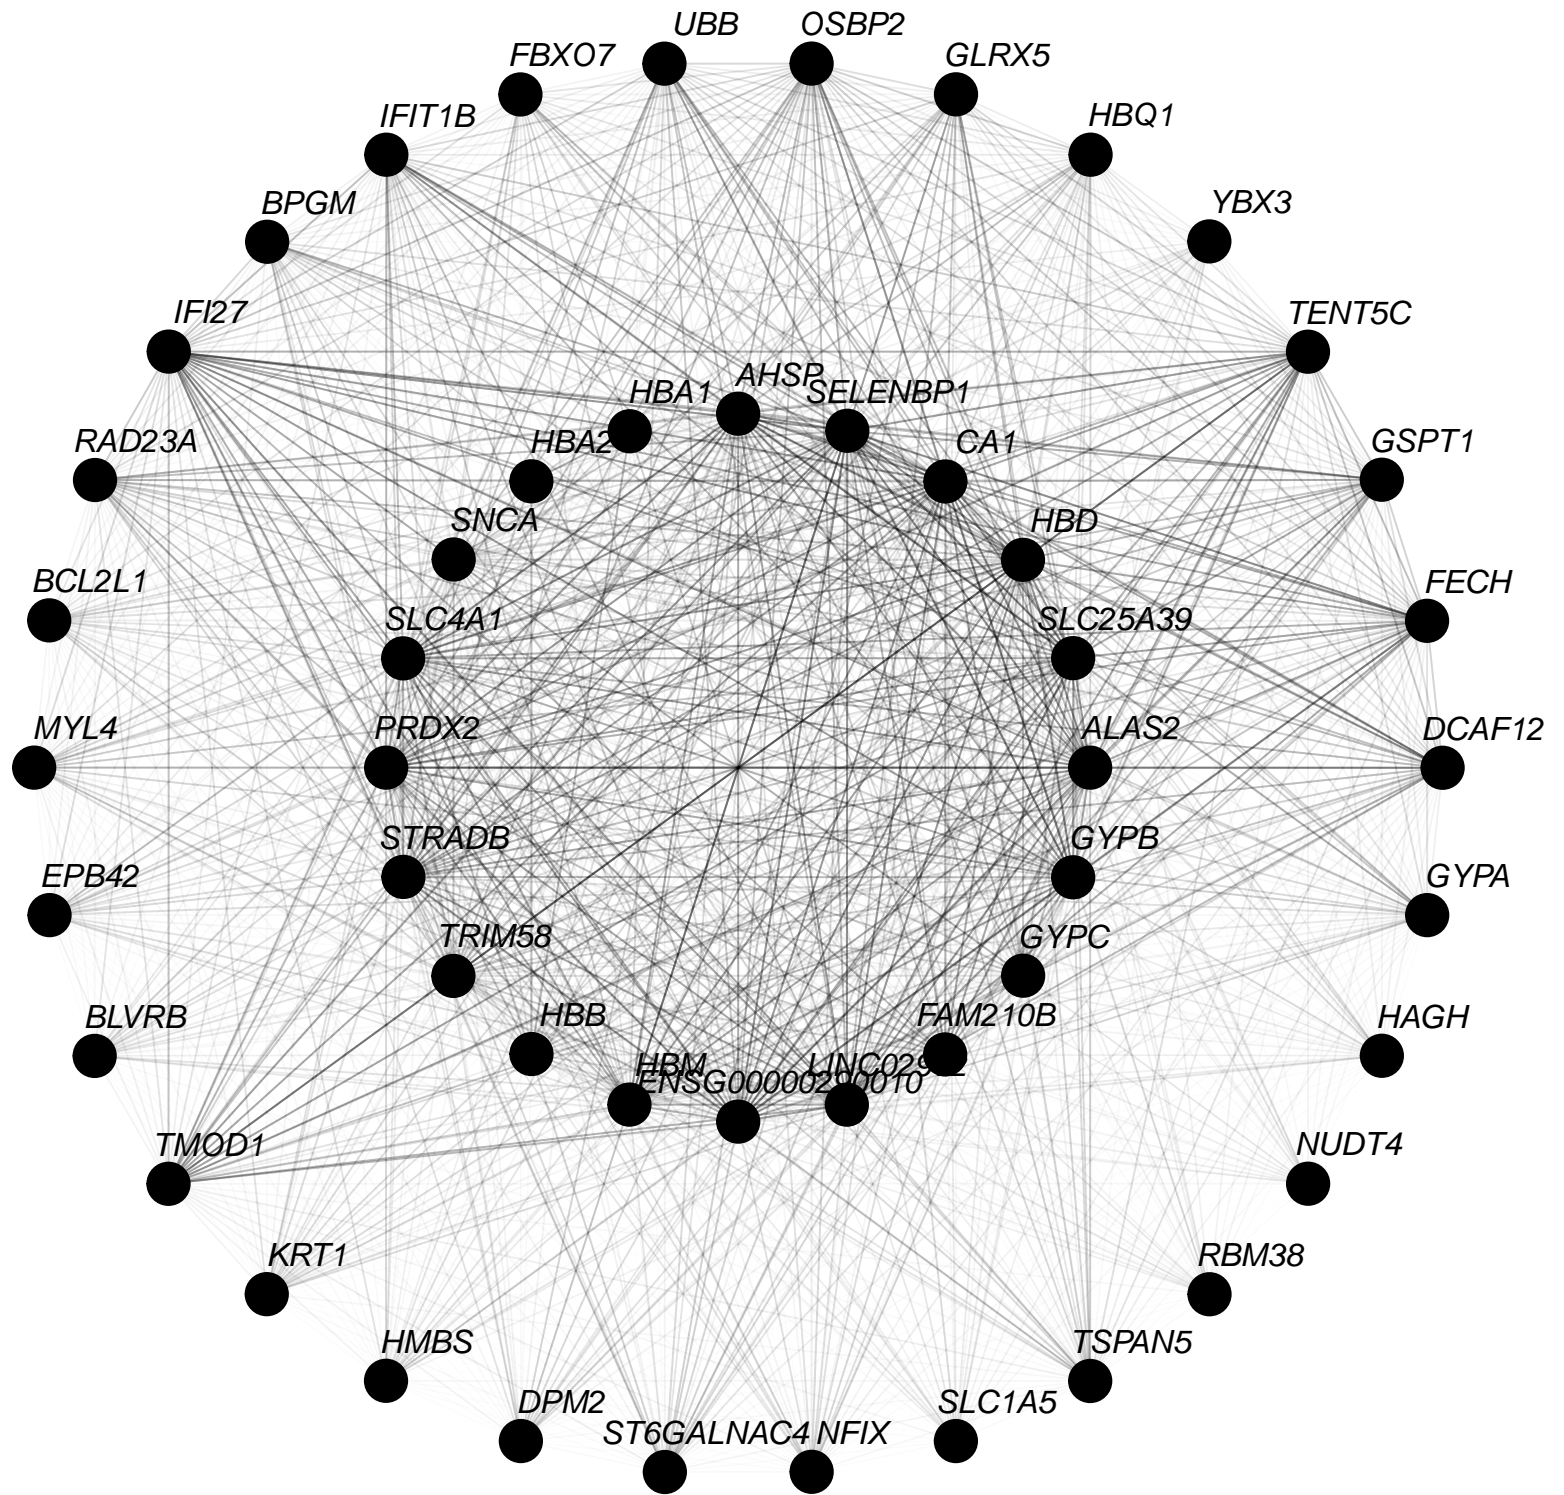 UBB
OSBP2
FBXO7
GLRX5
IFIT1B
HBQ1
BPGM
YBX3
IFI27
TENT5C
AHSP
HBA1
SELENBP1
RAD23A
HBA2
CA1
GSPT1
SNCA
HBD
BCL2L1
FECH
SLC4A1
SLC25A39
MYL4
PRDX2
ALAS2
DCAF12
STRADB
GYPB
EPB42
GYPA
TRIM58
GYPC
BLVRB
HBB
FAM210B
HAGH
HBM
TMOD1
NUDT4
KRT1
RBM38
HMBS
TSPAN5
DPM2
SLC1A5
ST6GALNAC4
NFIX